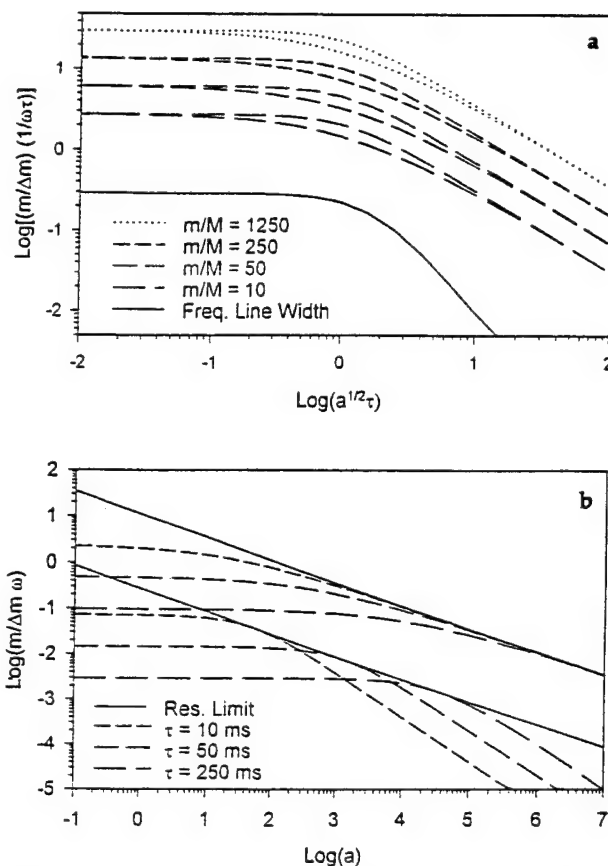 a
Log[(m/Δm) (1/ωτ)]
1
0
-1
-2
m/M = 1250
m/M = 250
m/M = 50
m/M = 10
Freq. Line Width
-2 -1 0 1 2
Log(a^1/2 τ)
b
Log(m/Δm ω)
2
1
0
-1
-2
-3
-4
-5
Res. Limit
τ = 10 ms
τ = 50 ms
τ = 250 ms
-1 0 1 2 3 4 5 6 7
Log(a)